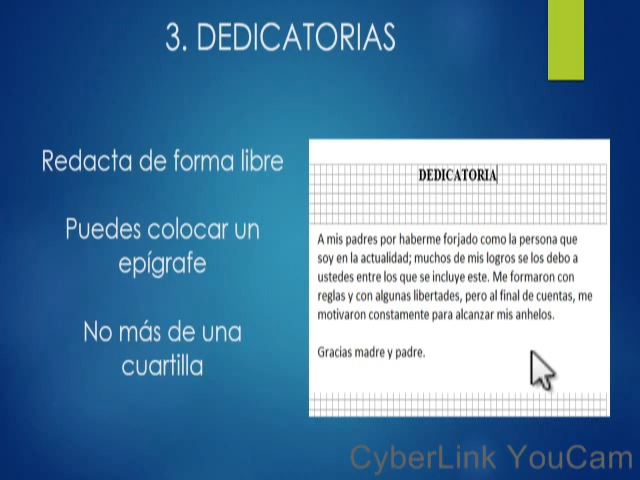 3. DEDICATORIAS
Redacta de forma libre
Puedes colocar un
epígrafe
No más de una
cuartilla
DEDICATORIA
A mis padres por haberme forjado como la persona que
soy en la actualidad; muchos de mis logros se los debo a
ustedes entre los que se incluye este. Me formaron con
reglas y con algunas libertades, pero al final de cuentas, me
motivaron constantemente para alcanzar mis anhelos.
Gracias madre y padre.
CyberLink YouCam